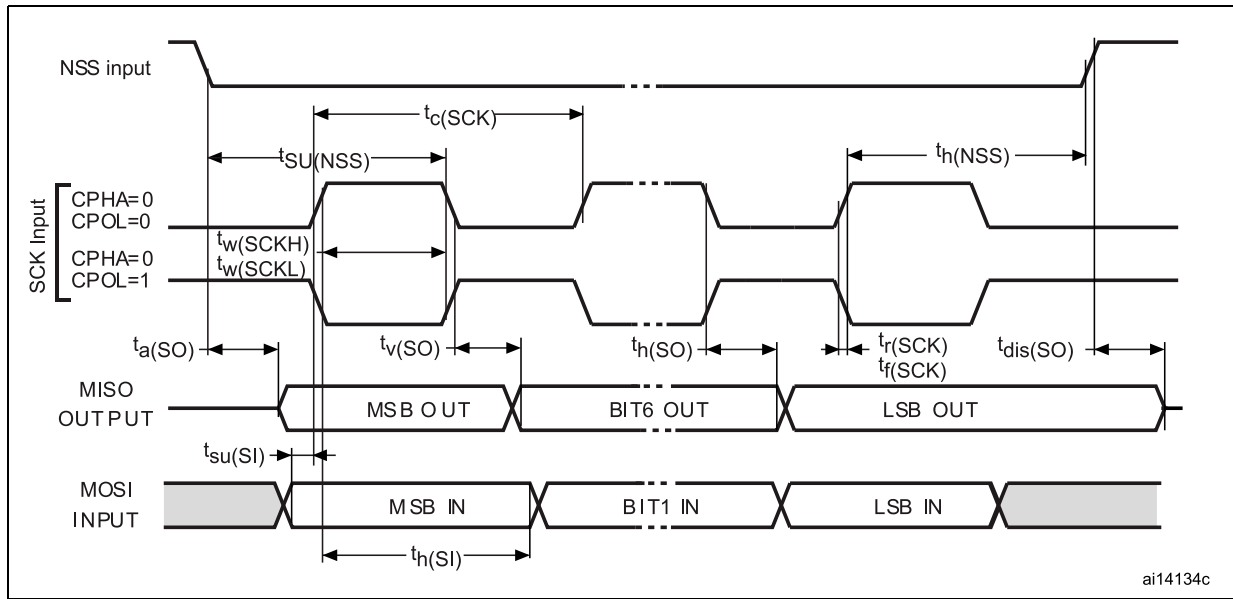 NSS input
tc(SCK)
tSU(NSS)
th(NSS)
SCK Input
CPHA=0
CPOL=0
tw(SCKH)
CPHA=0
tw(SCKL)
CPOL=1
ta(SO)
tv(SO)
th(SO)
tr(SCK)
tf(SCK)
tdis(SO)
MISO
OUTPUT
MSB OUT
BIT6 OUT
LSB OUT
tsu(SI)
MOSI
INPUT
MSB IN
BIT1 IN
LSB IN
th(SI)
ai14134c